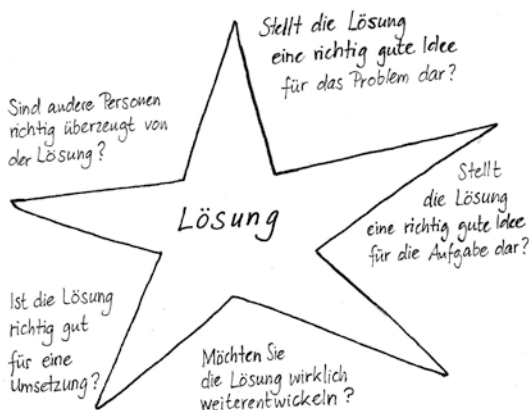 Stellt die Lösung
eine richtig gute Idee
für das Problem dar?
Sind andere Personen
richtig überzeugt von
der Lösung?
Stellt
die Lösung
eine richtig gute Idee
für die Aufgabe dar?
Lösung
Ist die Lösung
richtig gut
für eine
Umsetzung?
Möchten Sie
die Lösung wirklich
weiterentwickeln?